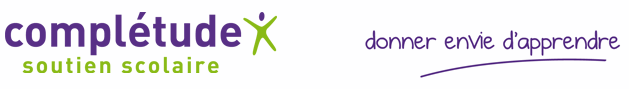 complétude
soutien scolaire
donner envie d'apprendre